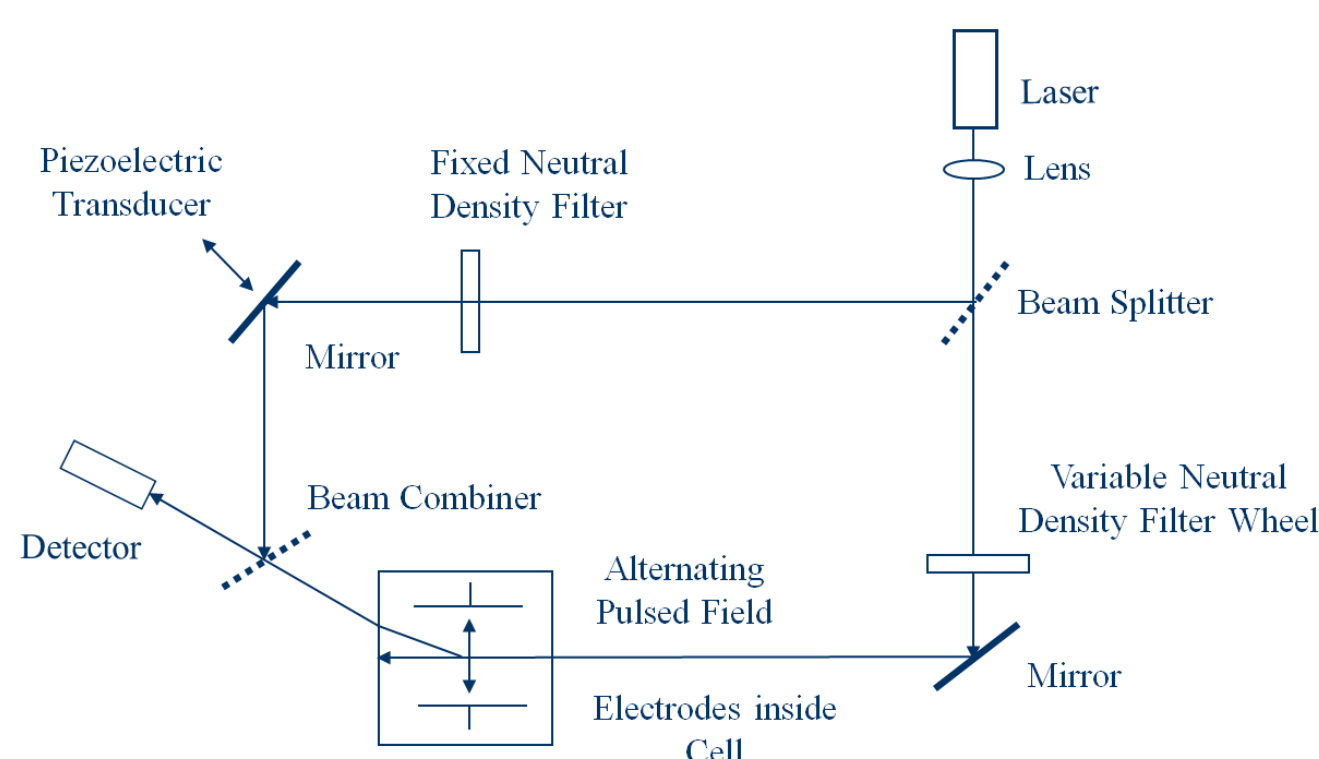 Laser
Lens
Piezoelectric
Transducer
Fixed Neutral
Density Filter
Beam Splitter
Mirror
Beam Combiner
Variable Neutral
Density Filter Wheel
Detector
Alternating
Pulsed Field
Mirror
Electrodes inside
Cell